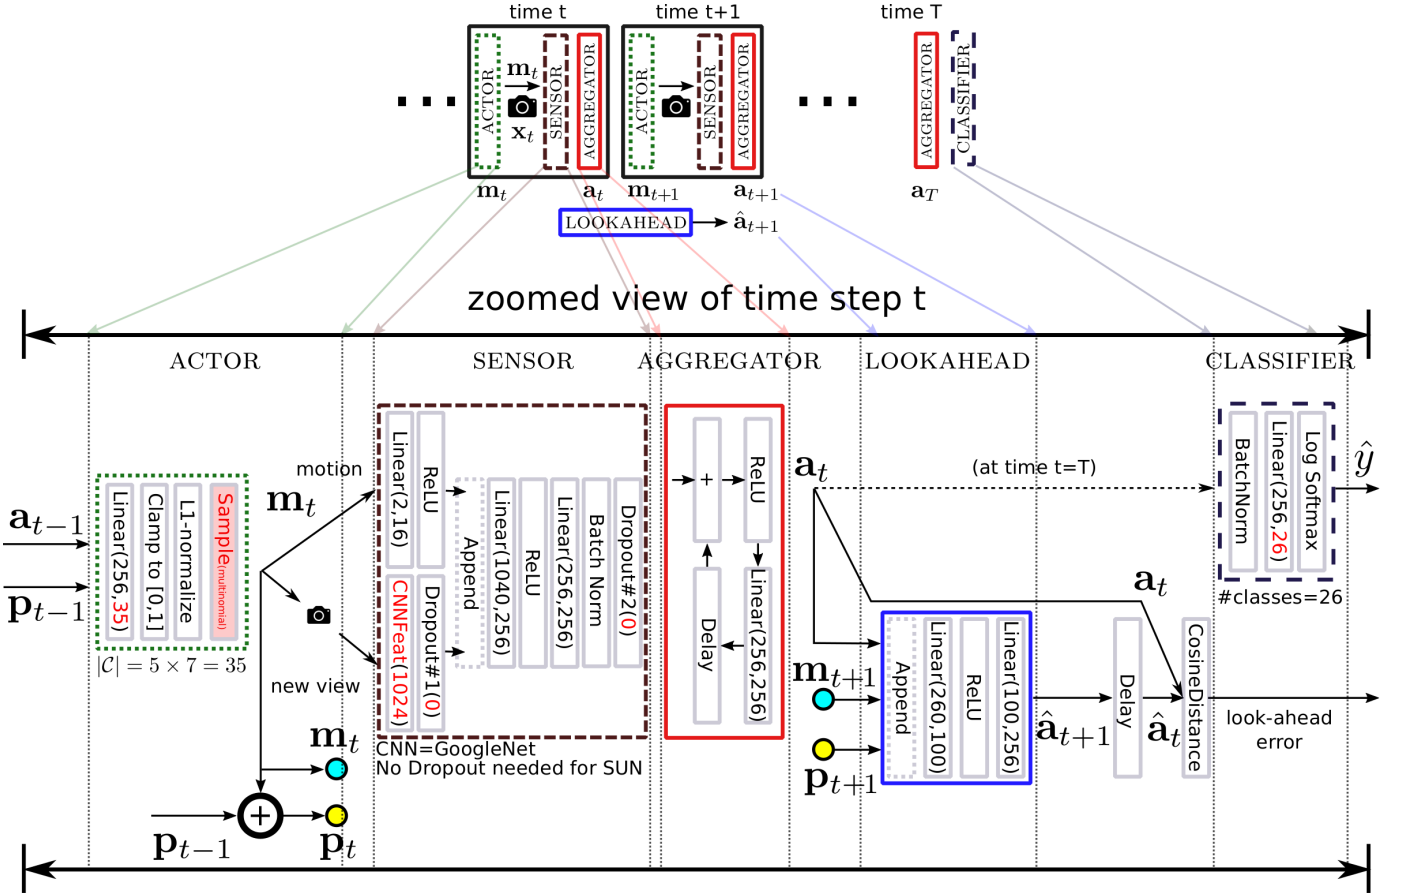 time t
time t+1
time T
ACTOR
m_t
x_t
SENSOR
AGGREGATOR
ACTOR
SENSOR
AGGREGATOR
AGGREGATOR
CLASSIFIER
m_t
a_t
m_{t+1}
a_{t+1}
a_T
LOOKAHEAD
â_{t+1}
zoomed view of time step t
ACTOR
SENSOR
AGGREGATOR
LOOKAHEAD
CLASSIFIER
a_{t−1}
p_{t−1}
Linear(256,35)
Clamp to [0,1]
L1-normalize
Sample(multinomial)
|C| = 5 × 7 = 35
motion
m_t
new view
m_t
p_{t−1}
+
p_t
Linear(2,16)
ReLU
CNNFeat(1024)
Dropout#1(0)
Append
Linear(1040,256)
ReLU
Linear(256,256)
Batch Norm
Dropout#2(0)
CNN=GoogleNet
No Dropout needed for SUN
+
ReLU
Delay
Linear(256,256)
a_t
(at time t=T)
m_{t+1}
p_{t+1}
Append
Linear(260,100)
ReLU
Linear(100,256)
â_{t+1}
Delay
â_t
a_t
CosineDistance
look-ahead
error
BatchNorm
Linear(256,26)
Log Softmax
ŷ
#classes=26